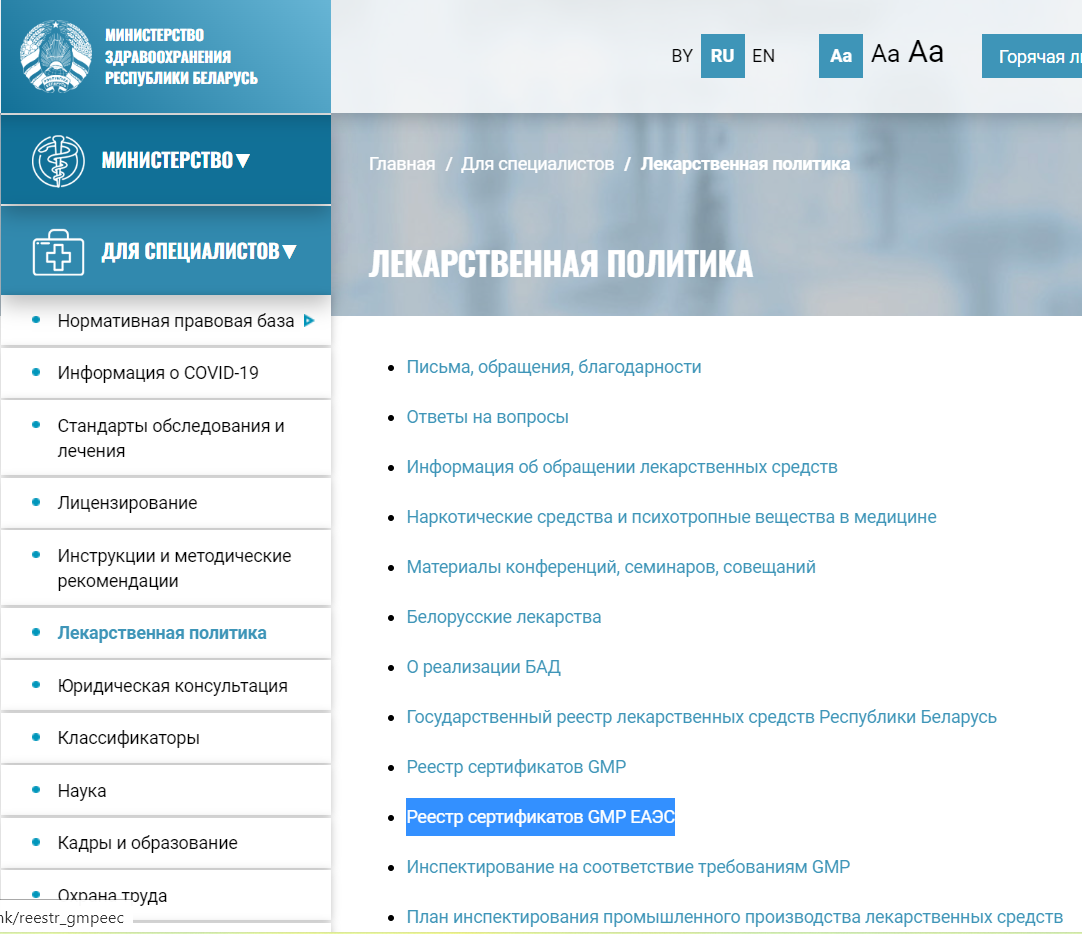 МИНИСТЕРСТВО
ЗДРАВООХРАНЕНИЯ
РЕСПУБЛИКИ БЕЛАРУСЬ
BY RU EN Aa Aa Aa Горячая
МИНИСТЕРСТВО▼
ДЛЯ СПЕЦИАЛИСТОВ▼
Нормативная правовая база
Информация о COVID-19
Стандарты обследования и
лечения
Лицензирование
Инструкции и методические
рекомендации
Лекарственная политика
Юридическая консультация
Классификаторы
Наука
Кадры и образование
Охрана труда
nk/reestr_gmpeec
Главная / Для специалистов / Лекарственная политика
ЛЕКАРСТВЕННАЯ ПОЛИТИКА
Письма, обращения, благодарности
Ответы на вопросы
Информация об обращении лекарственных средств
Наркотические средства и психотропные вещества в медицине
Материалы конференций, семинаров, совещаний
Белорусские лекарства
О реализации БАД
Государственный реестр лекарственных средств Республики Беларусь
Реестр сертификатов GMP
Реестр сертификатов GMP ЕАЭС
Инспектирование на соответствие требованиям GMP
План инспектирования промышленного производства лекарственных средств